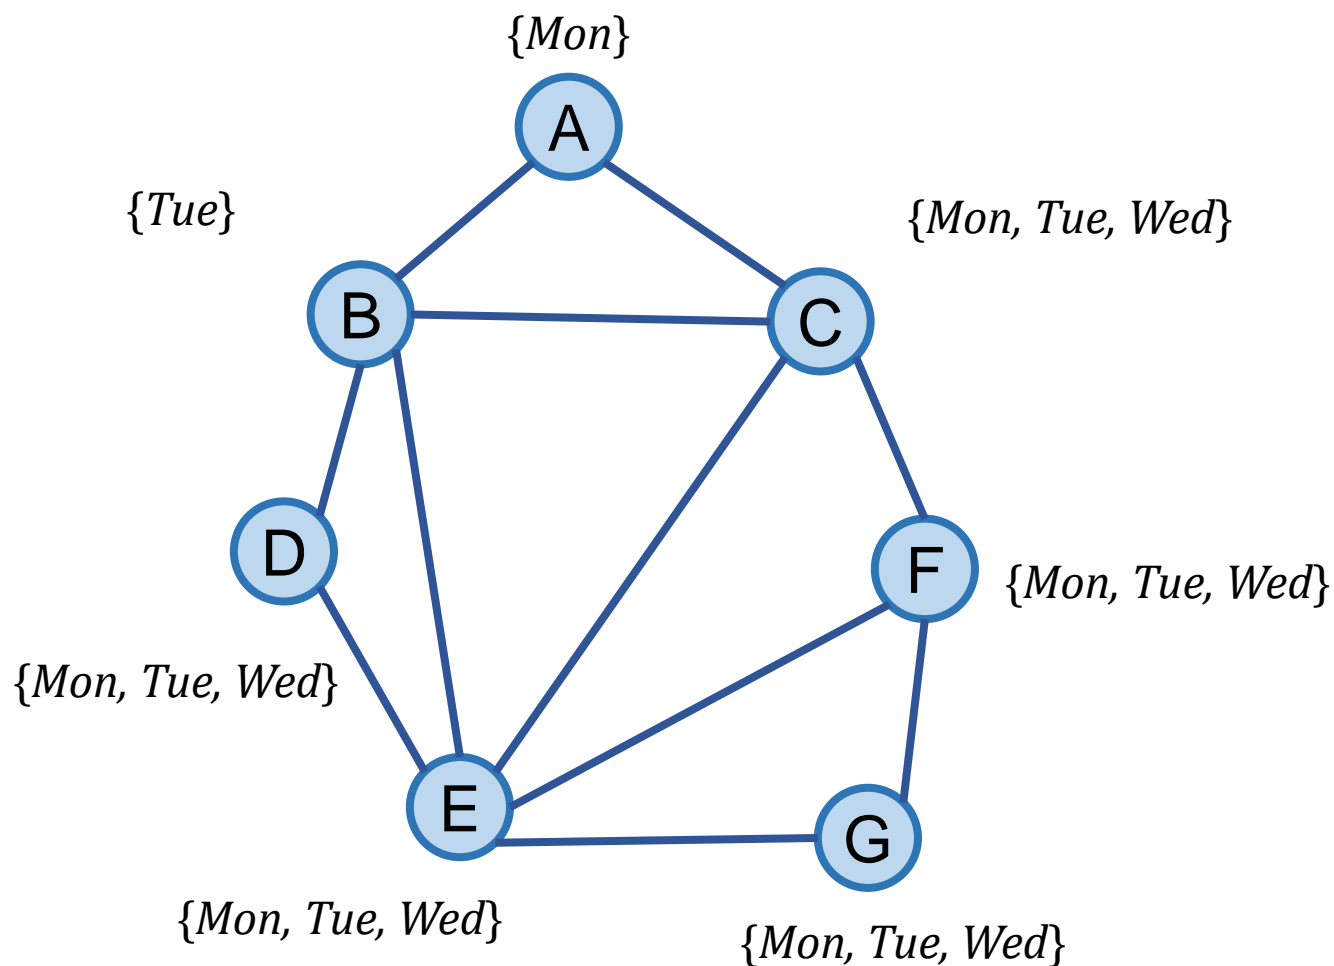 {Mon}
A
{Tue}
{Mon, Tue, Wed}
B
C
D
F
{Mon, Tue, Wed}
{Mon, Tue, Wed}
E
G
{Mon, Tue, Wed}
{Mon, Tue, Wed}